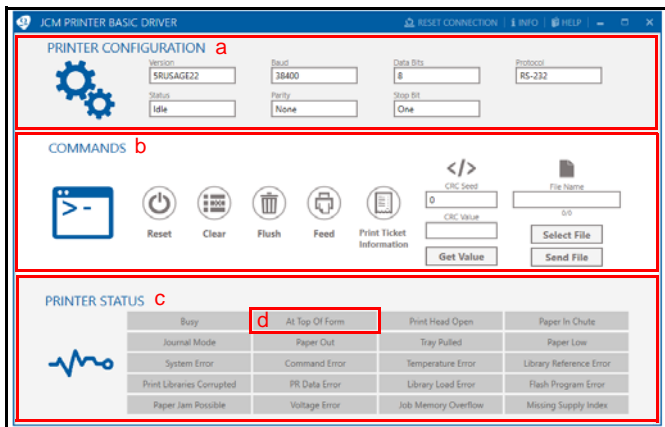 JCM PRINTER BASIC DRIVER RESET CONNECTION | i INFO | HELP |
PRINTER CONFIGURATION a
Version Baud Data Bits Protocol
5RUSAGE22 38400 8 RS-232
Status Parity Stop Bit
Idle None One
COMMANDS b
</> 
CRC Seed File Name
0
CRC Value 0/0
Reset Clear Flush Feed Print Ticket Select File
Information
Get Value Send File
PRINTER STATUS c
Busy d At Top Of Form Print Head Open Paper In Chute
Journal Mode Paper Out Tray Pulled Paper Low
System Error Command Error Temperature Error Library Reference Error
Print Libraries Corrupted PR Data Error Library Load Error Flash Program Error
Paper Jam Possible Voltage Error Job Memory Overflow Missing Supply Index